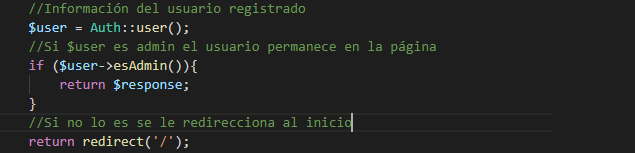 //Información del usuario registrado
$user = Auth::user();
//Si $user es admin el usuario permanece en la página
if ($user->esAdmin()){
    return $response;
}
//Si no lo es se le redirecciona al inicio
return redirect('/');